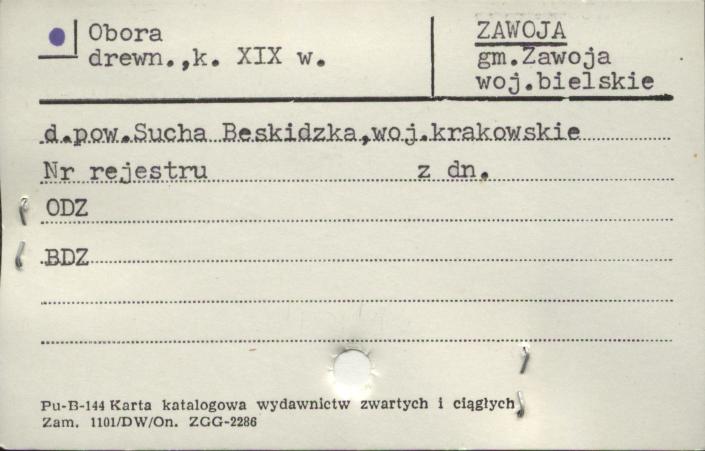 Obora
drewn.,k. XIX w.
ZAWOJA
gm.Zawoja
woj.bielskie
d.pow.Sucha Beskidzka,woj.krakowskie
Nr rejestru z dn.
ODZ
BDZ
Pu-B-144 Karta katalogowa wydawnictw zwartych i ciągłych
Zam. 1101/DW/On. ZGG-2286